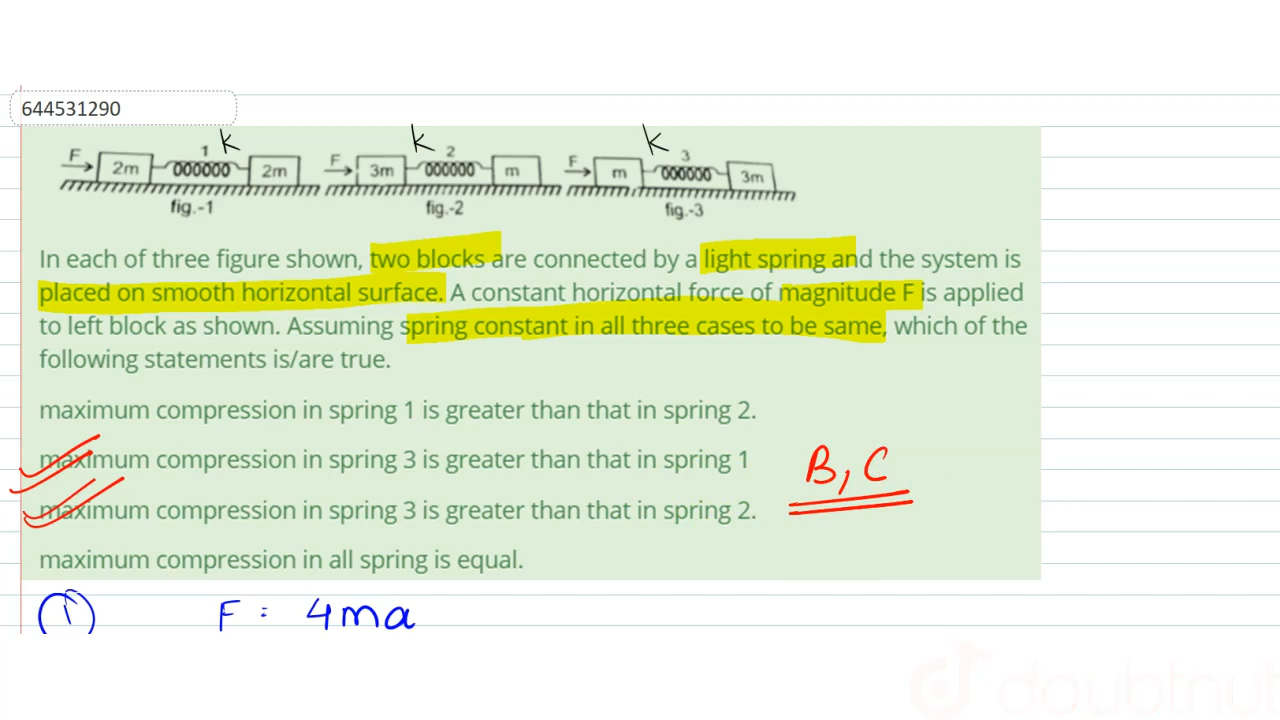 644531290
K K K
F 2m 1 2m F 3m 2 m F m 3 3m
fig.-1 fig.-2 fig.-3
In each of three figure shown, two blocks are connected by a light spring and the system is
placed on smooth horizontal surface. A constant horizontal force of magnitude F is applied
to left block as shown. Assuming spring constant in all three cases to be same, which of the
following statements is/are true.
maximum compression in spring 1 is greater than that in spring 2.
maximum compression in spring 3 is greater than that in spring 1
B, C
maximum compression in spring 3 is greater than that in spring 2.
maximum compression in all spring is equal.
1 F = 4ma
doubtnut